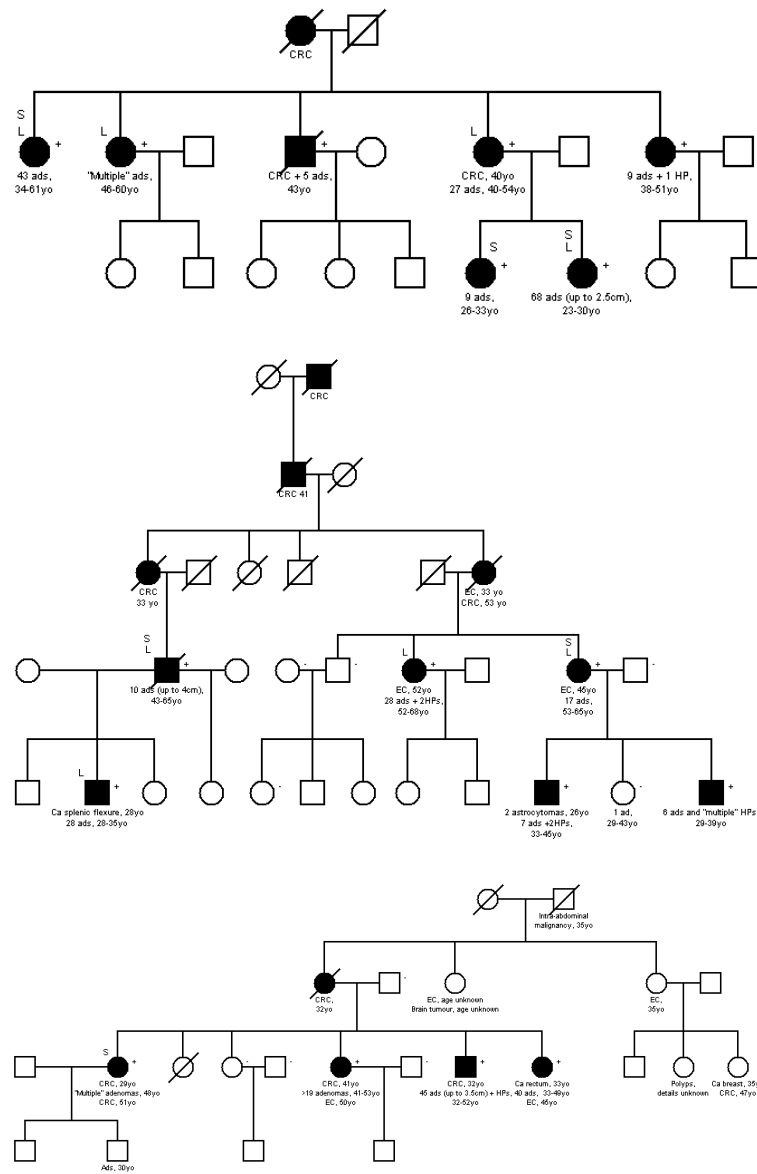 CRC
S
L
+
L
+
+
L
+
+
43 ads,
34-61yo
"Multiple" ads,
46-60yo
CRC + 5 ads,
43yo
CRC, 40yo
27 ads, 40-54yo
9 ads + 1 HP,
38-51yo
S
+
S
L
+
9 ads,
26-33yo
68 ads (up to 2.5cm),
23-30yo
CRC
CRC 41
CRC
33 yo
EC, 33 yo
CRC, 53 yo
S
L
+
-
-
L
+
S
L
+
-
10 ads (up to 4cm),
43-65yo
EC, 52yo
28 ads + 2HPs,
52-68yo
EC, 45yo
17 ads,
53-65yo
L
+
-
+
-
+
Ca splenic flexure, 28yo
28 ads, 28-35yo
2 astrocytomas, 26yo
7 ads +2HPs,
33-45yo
1 ad,
29-43yo
6 ads and "multiple" HPs
29-39yo
Intra-abdominal
malignancy, 35yo
-
CRC,
32yo
EC, age unknown
Brain tumour, age unknown
EC,
35yo
S
+
-
-
+
-
+
+
CRC, 29yo
"Multiple" adenomas, 48yo
CRC, 51yo
CRC, 41yo
>19 adenomas, 41-53yo
EC, 50yo
CRC, 32yo
45 ads (up to 3.5cm) + HPs,
32-52yo
Ca rectum, 33yo
40 ads, 33-49yo
EC, 45yo
Polyps,
details unknown
Ca breast, 35yo
CRC, 47yo
Ads, 30yo